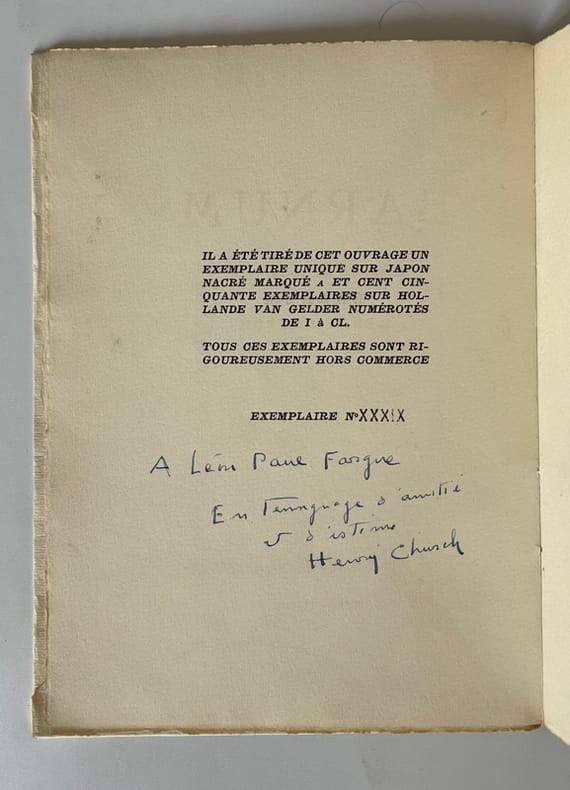 IL A ÉTÉ TIRÉ DE CET OUVRAGE UN
EXEMPLAIRE UNIQUE SUR JAPON
NACRÉ MARQUÉ A ET CENT CIN-
QUANTE EXEMPLAIRES SUR HOL-
LANDE VAN GELDER NUMÉROTÉS
DE I à CL.
TOUS CES EXEMPLAIRES SONT RI-
GOUREUSEMENT HORS COMMERCE
EXEMPLAIRE Nº XXXIX
A Léon Paul Fargue
En Temoignage d'amitié
et d'estime
Henry Church